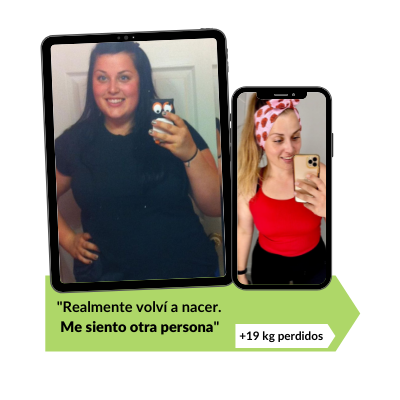 "Realmente volví a nacer.
Me siento otra persona"
+19 kg perdidos